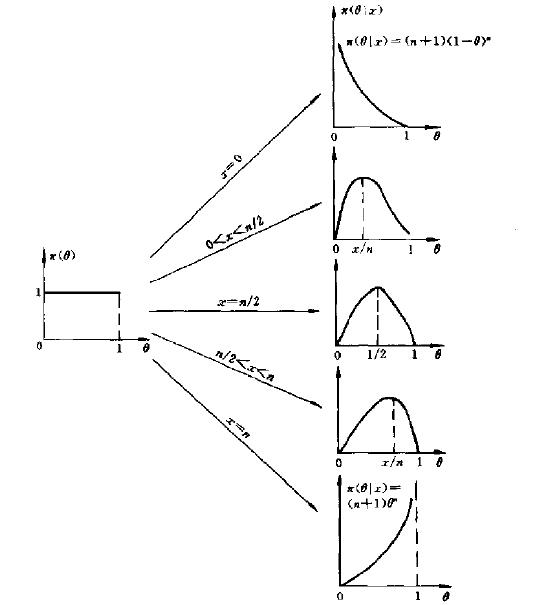 π(θ|x)
π(θ|x)=(n+1)(1-θ)ⁿ
0 1 θ
x=0
0<x<n/2
0 x/n 1 θ
π(θ)
1
0 1 θ
x=n/2
0 1/2 1 θ
n/2<x<n
0 x/n 1 θ
x=n
π(θ|x)=
(n+1)θⁿ
0 1 θ